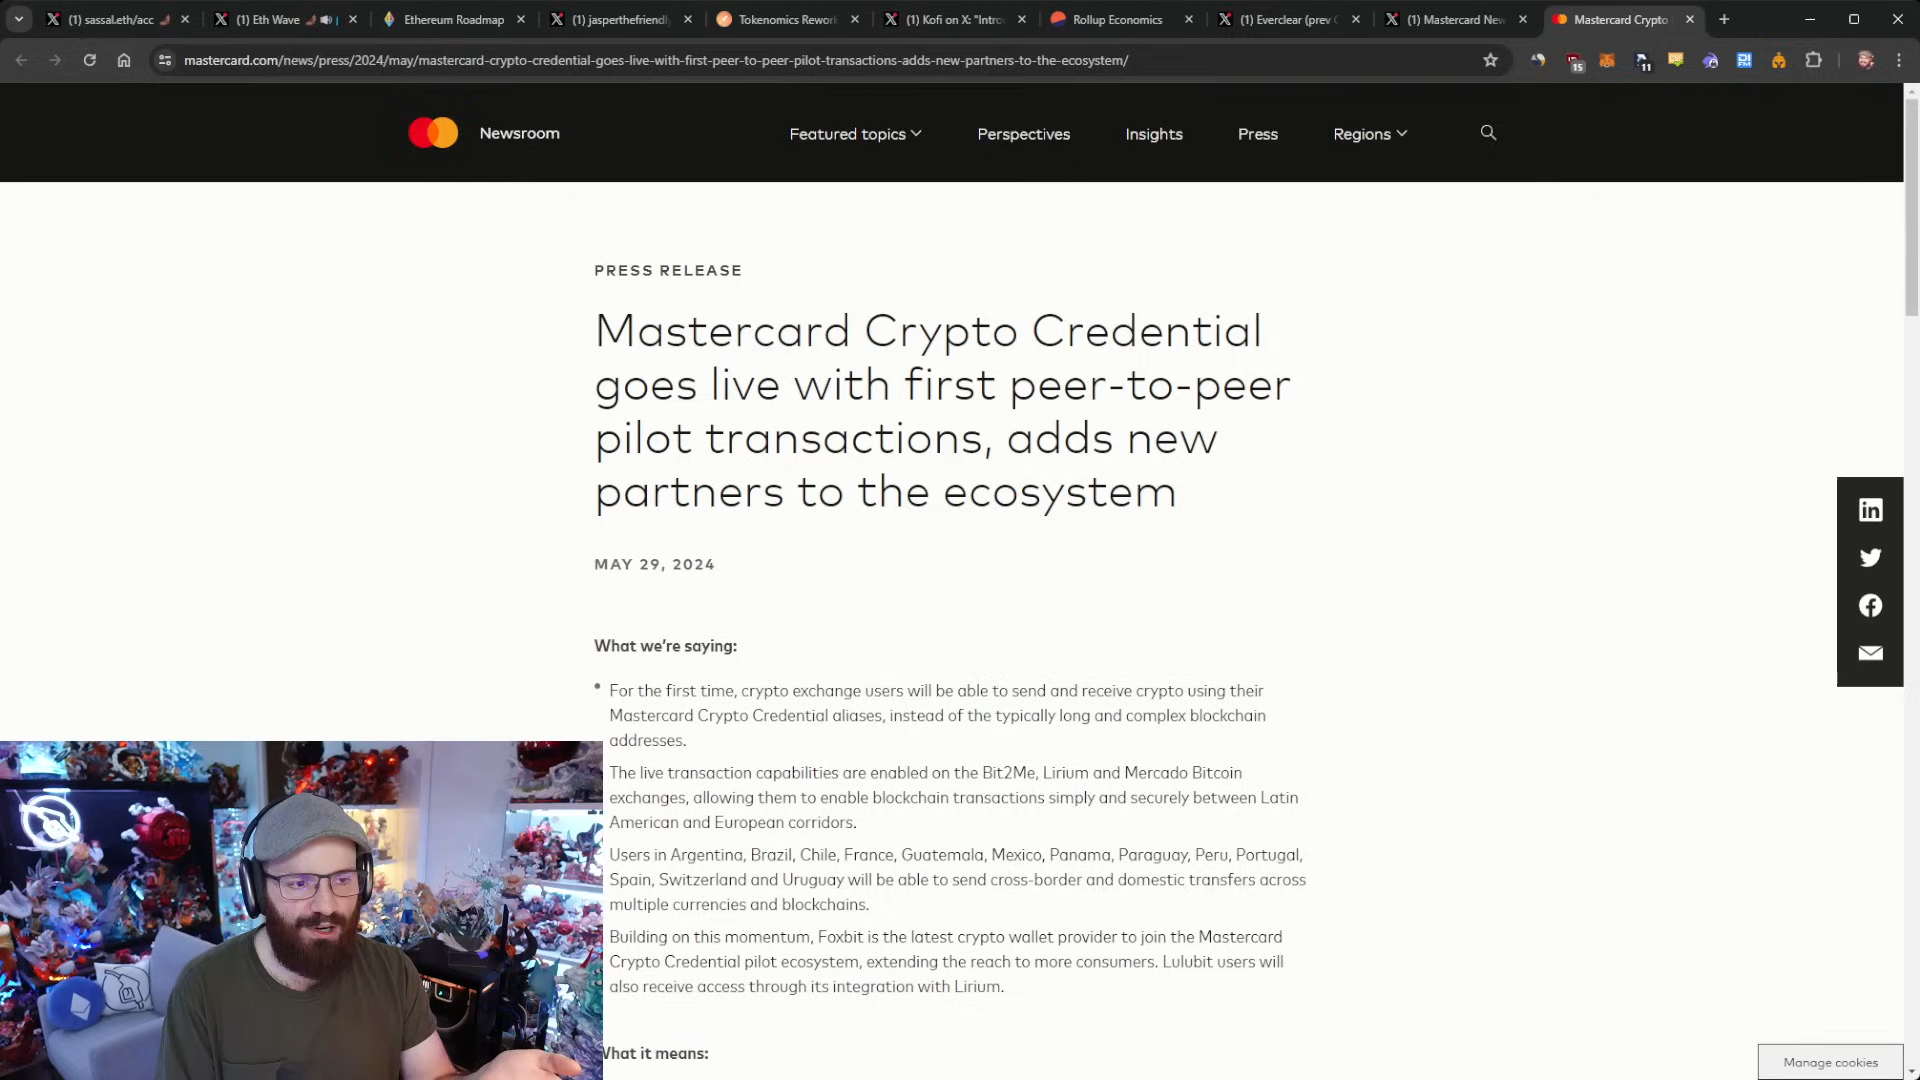 (1) sassal.eth/acc
(1) Eth Wave
Ethereum Roadmap
(1) jasperthefriendl
Tokenomics Rework
(1) Kofi on X: "Intro
Rollup Economics
(1) Everclear (prev
(1) Mastercard New
Mastercard Crypto
mastercard.com/news/press/2024/may/mastercard-crypto-credential-goes-live-with-first-peer-to-peer-pilot-transactions-adds-new-partners-to-the-ecosystem/
15
11
Newsroom
Featured topics
Perspectives
Insights
Press
Regions
PRESS RELEASE
Mastercard Crypto Credential
goes live with first peer-to-peer
pilot transactions, adds new
partners to the ecosystem
MAY 29, 2024
What we're saying:
For the first time, crypto exchange users will be able to send and receive crypto using their
Mastercard Crypto Credential aliases, instead of the typically long and complex blockchain
addresses.
The live transaction capabilities are enabled on the Bit2Me, Lirium and Mercado Bitcoin
exchanges, allowing them to enable blockchain transactions simply and securely between Latin
American and European corridors.
Users in Argentina, Brazil, Chile, France, Guatemala, Mexico, Panama, Paraguay, Peru, Portugal,
Spain, Switzerland and Uruguay will be able to send cross-border and domestic transfers across
multiple currencies and blockchains.
Building on this momentum, Foxbit is the latest crypto wallet provider to join the Mastercard
Crypto Credential pilot ecosystem, extending the reach to more consumers. Lulubit users will
also receive access through its integration with Lirium.
What it means:
Manage cookies